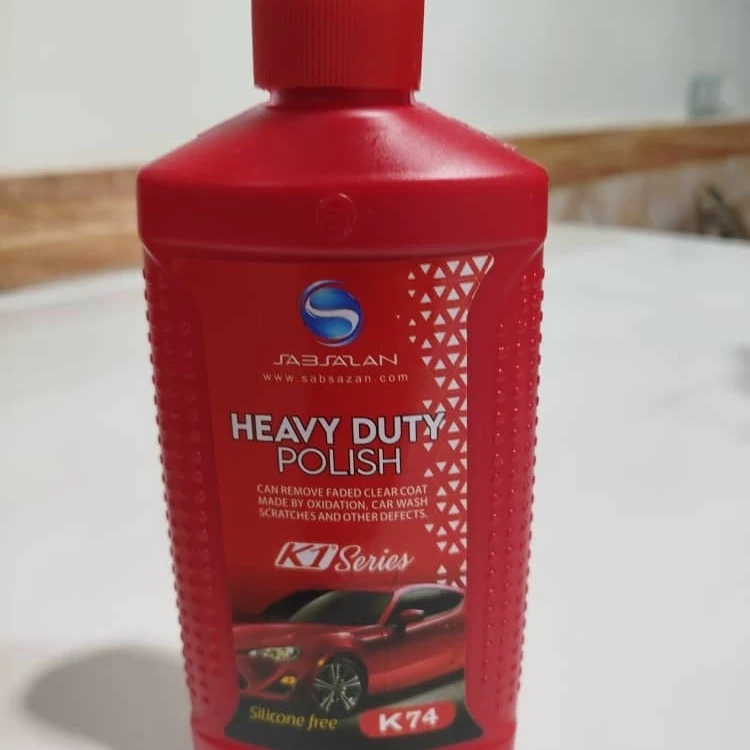 SABSAZAN
www.sabsazan.com
HEAVY DUTY
POLISH
CAN REMOVE FADED CLEAR COAT
MADE BY OXIDATION, CAR WASH
SCRATCHES AND OTHER DEFECTS.
K1 Series
Silicone free
K74